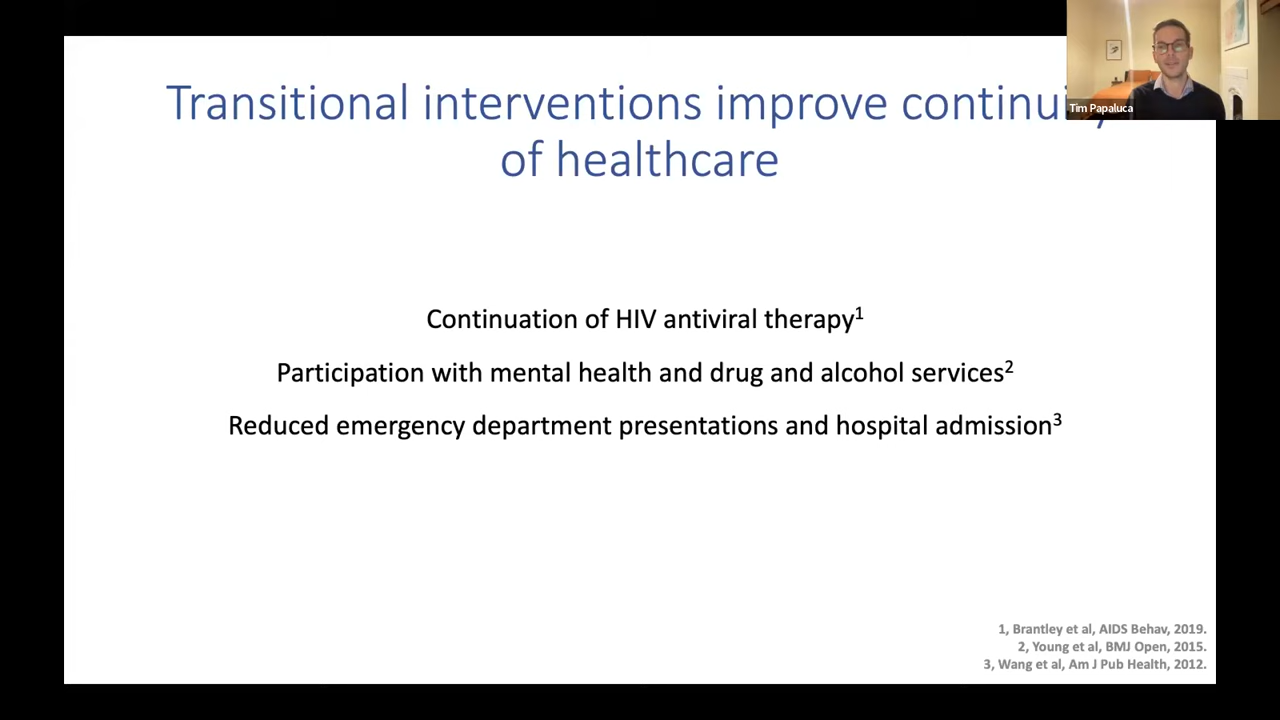 Transitional interventions improve continuity
of healthcare
Tim Papaluca
Continuation of HIV antiviral therapy¹
Participation with mental health and drug and alcohol services²
Reduced emergency department presentations and hospital admission³
1, Brantley et al, AIDS Behav, 2019.
2, Young et al, BMJ Open, 2015.
3, Wang et al, Am J Pub Health, 2012.